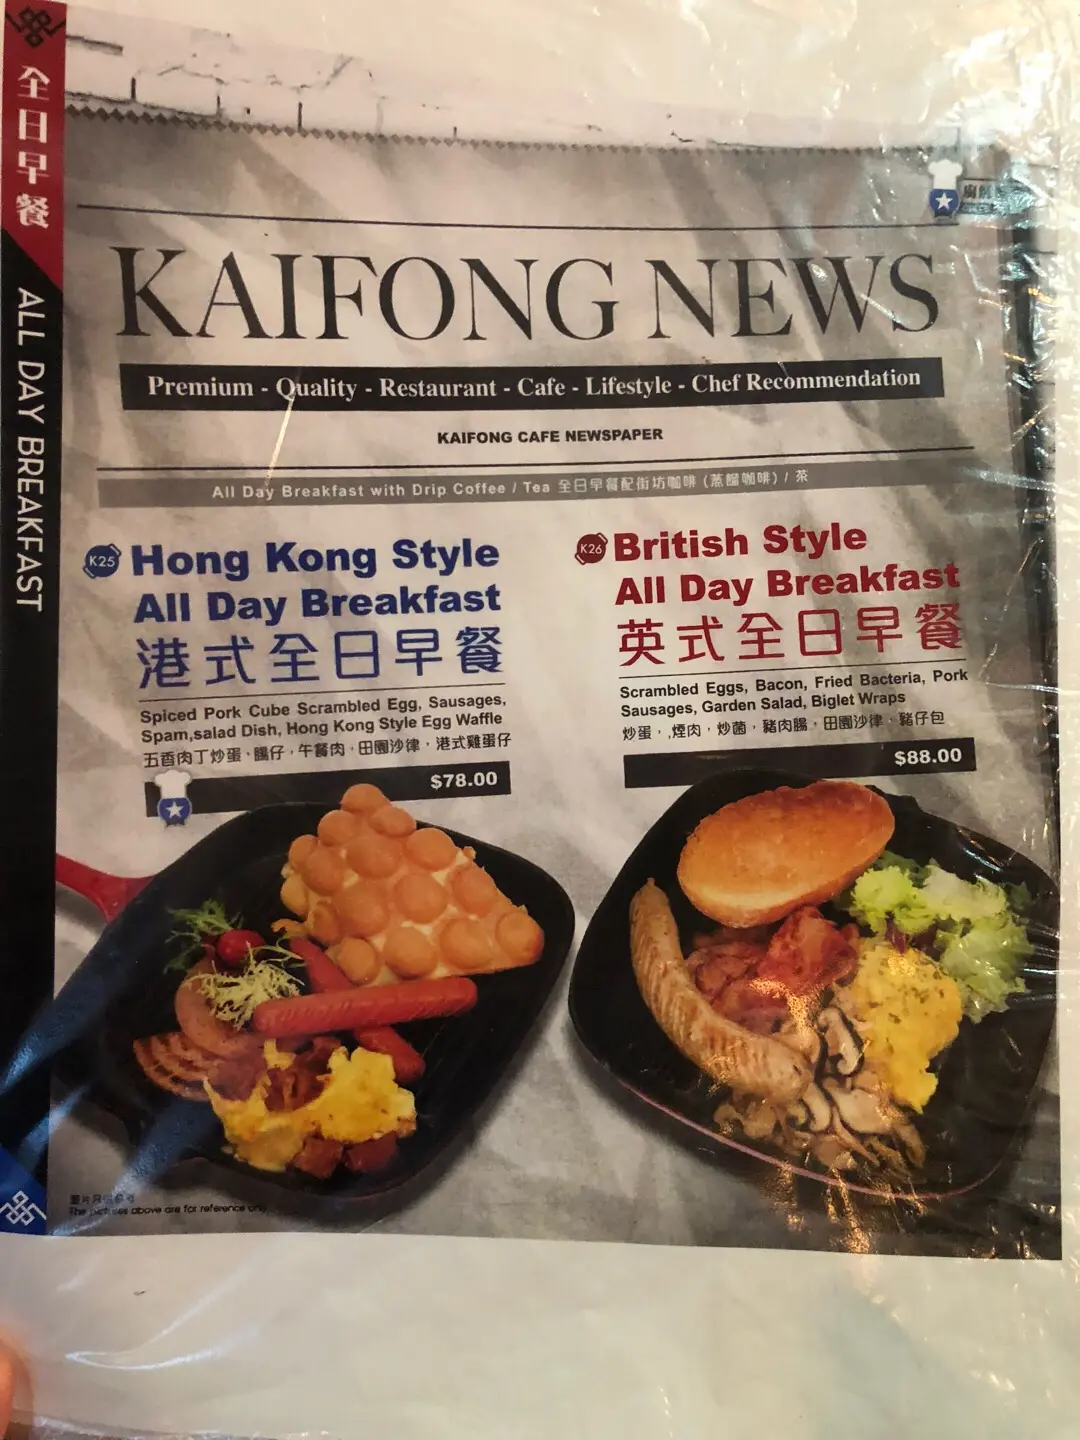 全日早餐
ALL DAY BREAKFAST
KAIFONG NEWS
Premium - Quality - Restaurant - Cafe - Lifestyle - Chef Recommendation
KAIFONG CAFE NEWSPAPER
All Day Breakfast with Drip Coffee / Tea 全日早餐配街坊咖啡 (蒸餾咖啡) / 茶
K25 Hong Kong Style
All Day Breakfast
港式全日早餐
Spiced Pork Cube Scrambled Egg, Sausages,
Spam,salad Dish, Hong Kong Style Egg Waffle
五香肉丁炒蛋，腸仔，午餐肉，田園沙律，港式雞蛋仔
$78.00
K26 British Style
All Day Breakfast
英式全日早餐
Scrambled Eggs, Bacon, Fried Bacteria, Pork
Sausages, Garden Salad, Biglet Wraps
炒蛋，,煙肉，炒菌，豬肉腸，田園沙律，豬仔包
$88.00
圖片只供參考
The pictures above are for reference only